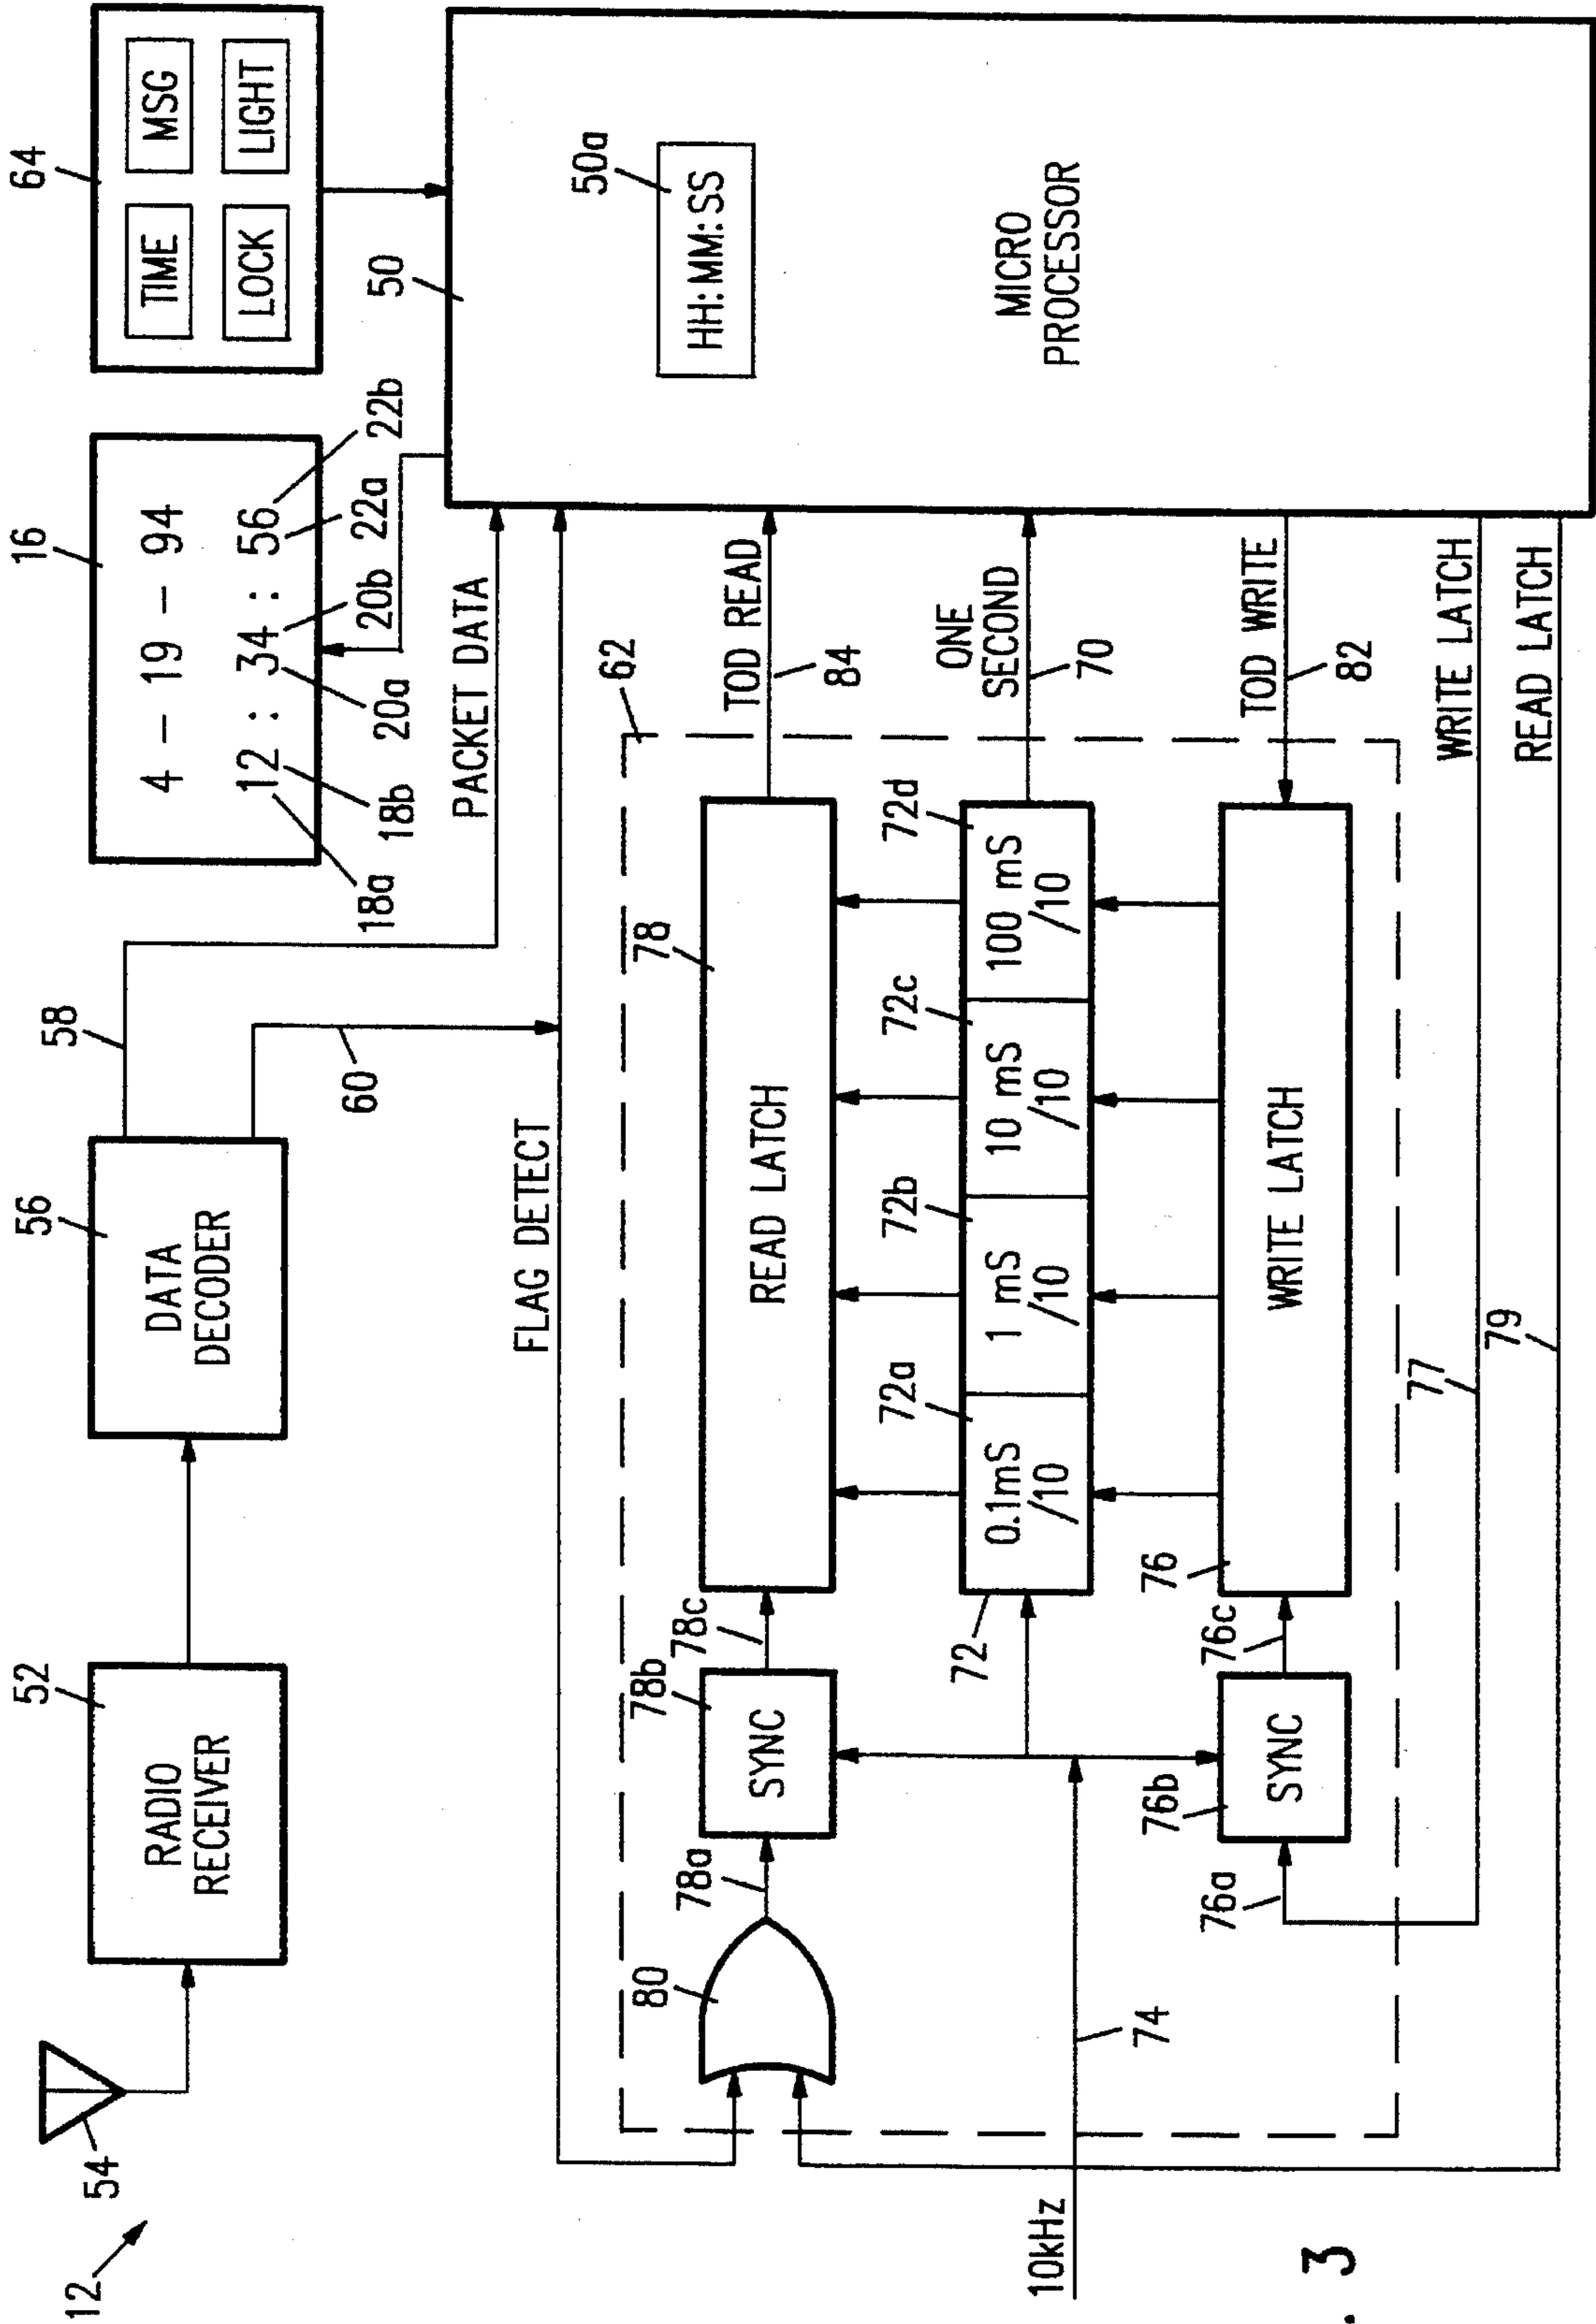 12
54
52
RADIO
RECEIVER
56
DATA
DECODER
58
60
16
4 - 19 - 94
12 : 34 : 56
18a
18b
20a
20b
22a
22b
64
TIME
MSG
LOCK
LIGHT
PACKET DATA
FLAG DETECT
50
50a
HH:MM:SS
MICRO
PROCESSOR
62
80
78a
78b
SYNC
78c
78
READ LATCH
TOD READ
84
10kHz
74
72
72a
72b
72c
72d
0.1mS
/10
1 mS
/10
10 mS
/10
100 mS
/10
ONE
SECOND
70
76a
76b
SYNC
76c
76
WRITE LATCH
TOD WRITE
82
77
WRITE LATCH
79
READ LATCH
. 3